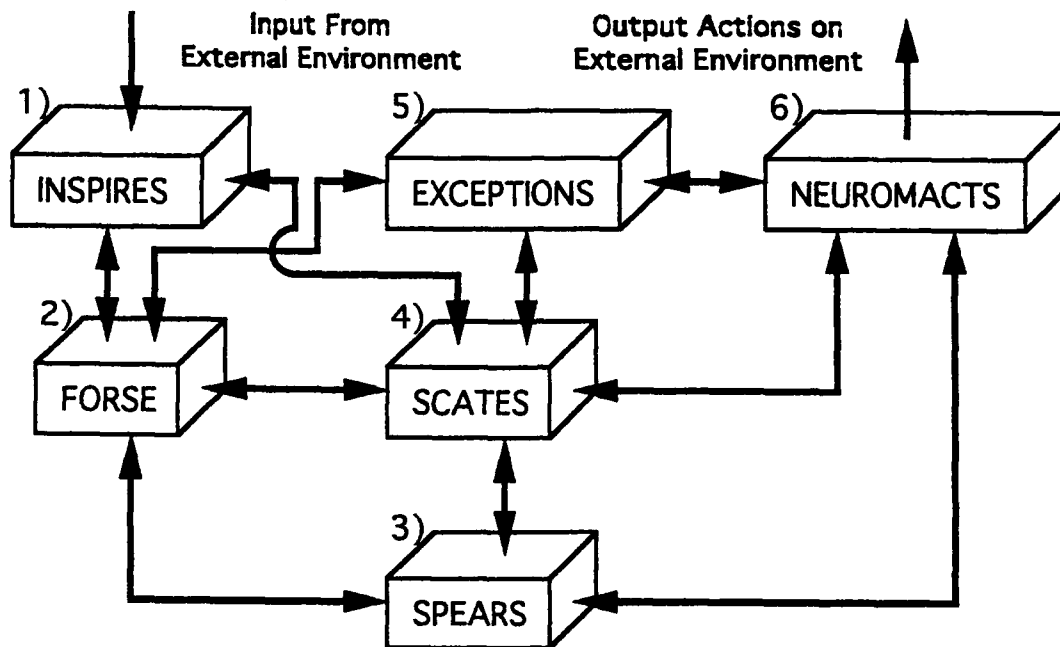 Input From
External Environment
Output Actions on
External Environment
1)
INSPIRES
5)
EXCEPTIONS
6)
NEUROMACTS
2)
FORSE
4)
SCATES
3)
SPEARS